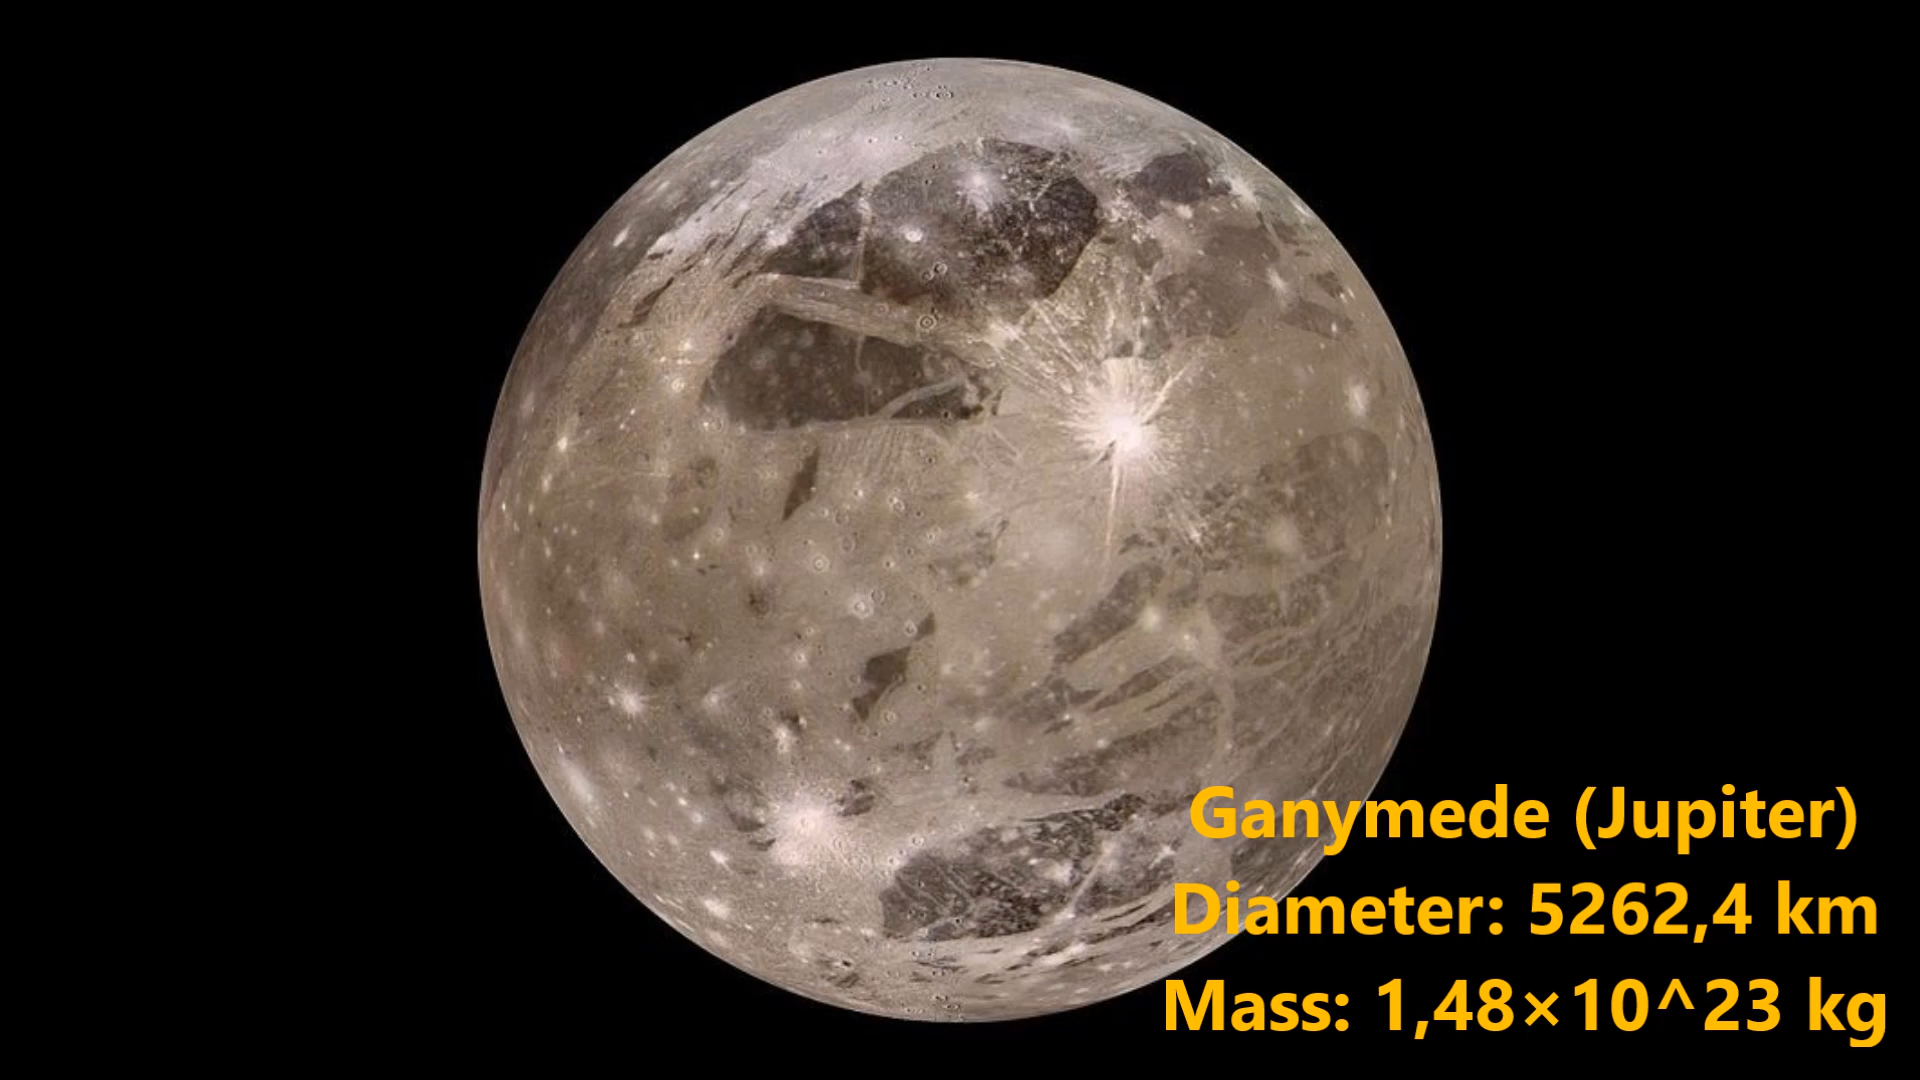 Ganymede (Jupiter)
Diameter: 5262,4 km
Mass: 1,48×10^23 kg